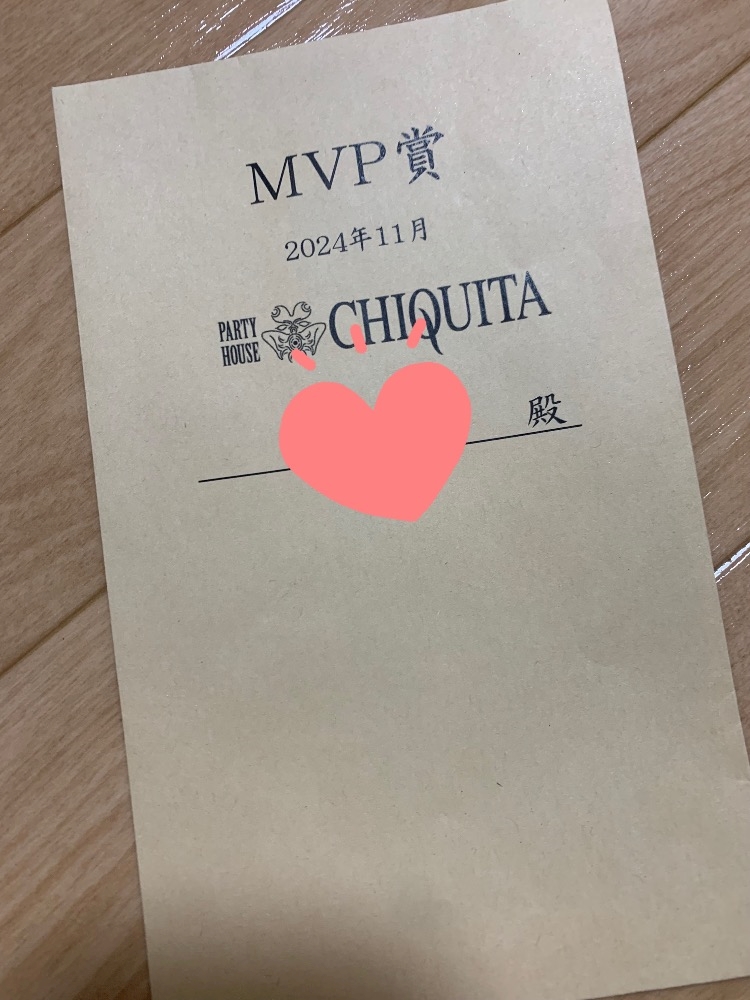 MVP賞
2024年11月
PARTY
HOUSE
CHIQUITA
殿